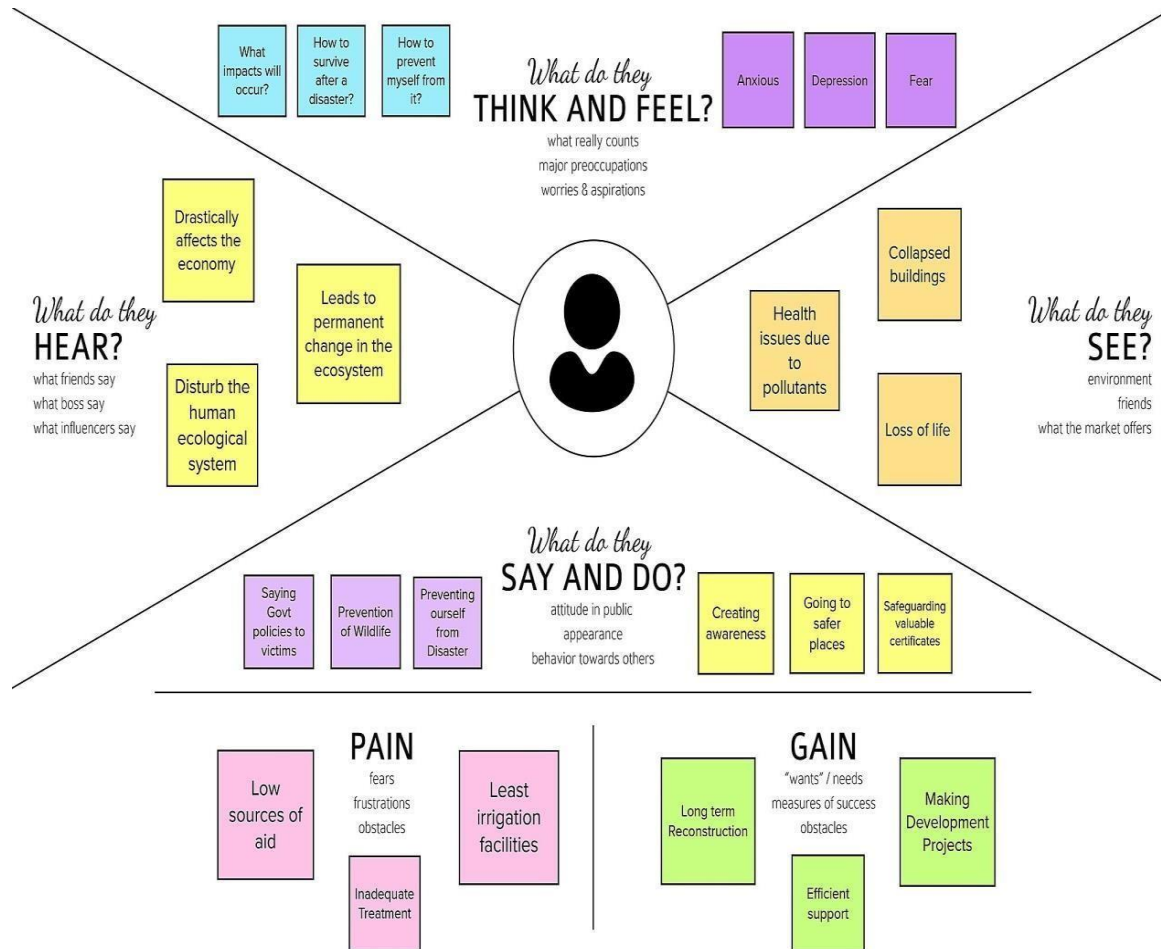 What
impacts will
occur?
How to
survive after
a
disaster?
How to
prevent
myself from
it?
What do they
THINK AND FEEL?
what really counts
major preoccupations
worries & aspirations
Anxious
Depression
Fear
What do they
HEAR?
what friends say
what boss say
what influencers say
Drastically
affects the
economy
Leads to
permanent
change in the
ecosystem
Disturb the
human
ecological
system
Collapsed
buildings
Health
issues due
to
pollutants
Loss of life
What do they
SEE?
environment
friends
what the market offers
What do they
SAY AND DO?
attitude in public
appearance
behavior towards others
Saying
Govt
policies to
victims
Prevention
of Wildlife
Preventing
ourself
from
Disaster
Creating
awareness
Going to
safer
places
Safeguarding
valuable
certificates
PAIN
fears
frustrations
obstacles
Low
sources of
aid
Least
irrigation
facilities
Inadequate
Treatment
GAIN
"wants" / needs
measures of success
obstacles
Long term
Reconstruction
Making
Development
Projects
Efficient
support